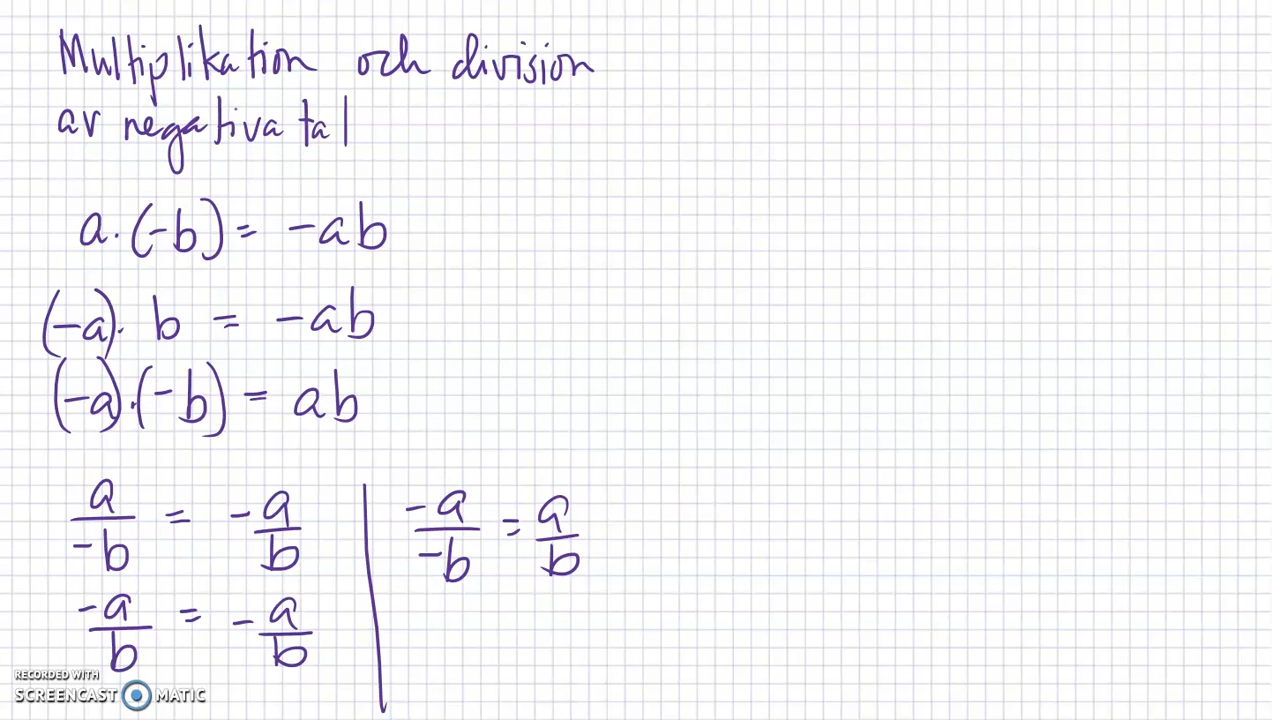 Multiplikation och division
av negativa tal
a·(-b) = -ab
(-a)· b = -ab
(-a)·(-b) = ab
a/-b = -a/b
-a/b = -a/b
-a/-b = a/b
RECORDED WITH
SCREENCAST MATIC